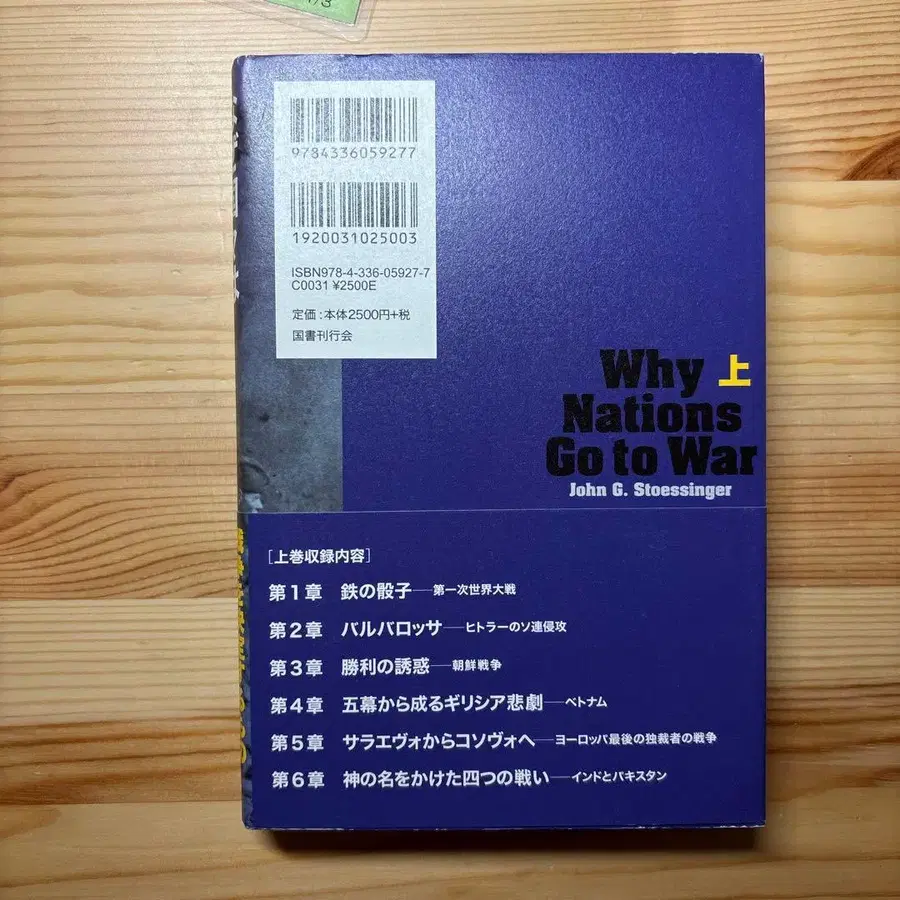 1/3
9784336059277
1920031025003
ISBN978-4-336-05927-7
C0031 ¥2500E
定価:本体2500円+税
国書刊行会
Why 上
Nations
Go to War
John G. Stoessinger
[上巻収録内容]
第1章 鉄の骰子──第一次世界大戦
第2章 バルバロッサ──ヒトラーのソ連侵攻
第3章 勝利の誘惑──朝鮮戦争
第4章 五幕から成るギリシア悲劇──ベトナム
第5章 サラエヴォからコソヴォへ──ヨーロッパ最後の独裁者の戦争
第6章 神の名をかけた四つの戦い──インドとパキスタン